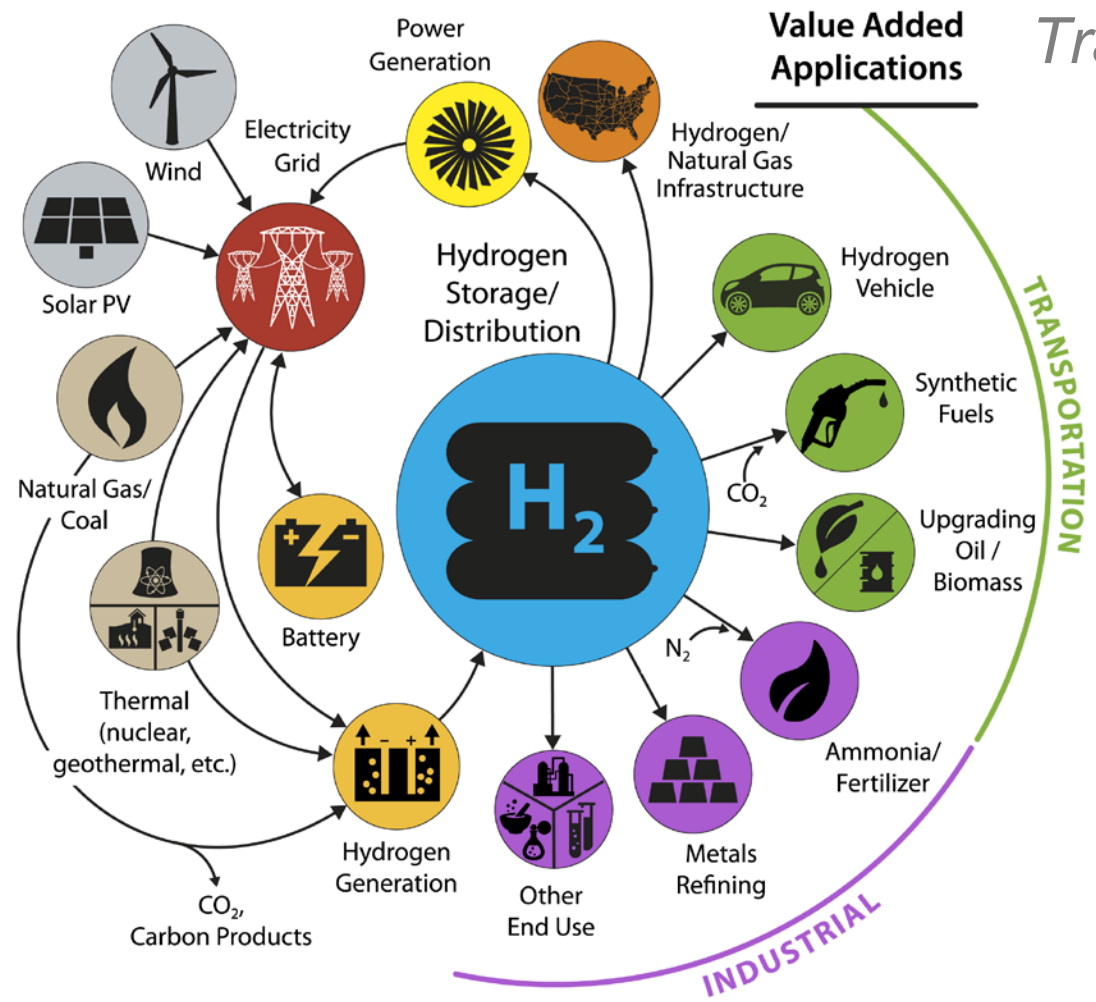 Value Added
Applications
Tra
Power
Generation
Wind
Electricity
Grid
Hydrogen/
Natural Gas
Infrastructure
Solar PV
Hydrogen
Storage/
Distribution
Hydrogen
Vehicle
TRANSPORTATION
Synthetic
Fuels
CO₂
Natural Gas/
Coal
H₂
+ −
Upgrading
Oil /
Biomass
Battery
N₂
Thermal
(nuclear,
geothermal, etc.)
− +
Ammonia/
Fertilizer
Hydrogen
Generation
Metals
Refining
Other
End Use
CO₂,
Carbon Products
INDUSTRIAL